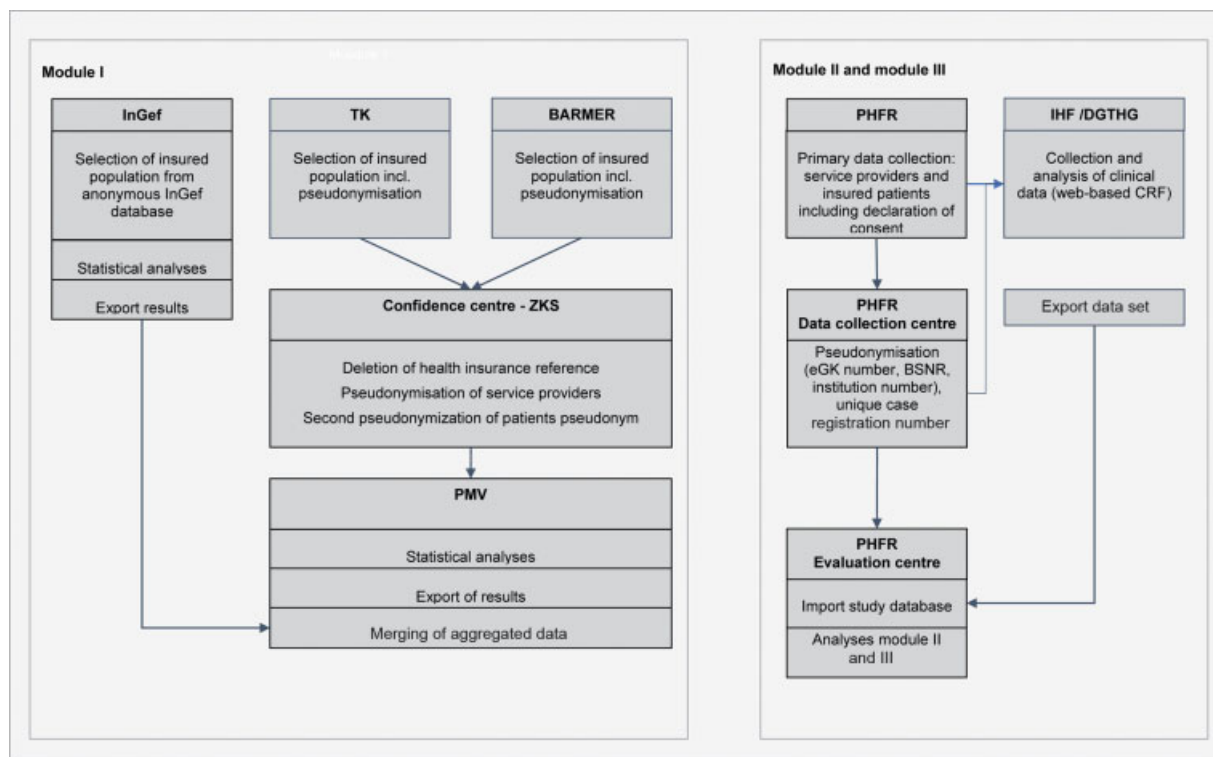 Module I
InGef
Selection of insured
population from
anonymous InGef
database
Statistical analyses
Export results
TK
Selection of insured
population incl.
pseudonymisation
BARMER
Selection of insured
population incl.
pseudonymisation
Confidence centre - ZKS
Deletion of health insurance reference
Pseudonymisation of service providers
Second pseudonymization of patients pseudonym
PMV
Statistical analyses
Export of results
Merging of aggregated data
Module II and module III
PHFR
Primary data collection:
service providers and
insured patients
including declaration of
consent
IHF /DGTHG
Collection and
analysis of clinical
data (web-based CRF)
PHFR
Data collection centre
Pseudonymisation
(eGK number, BSNR,
institution number),
unique case
registration number
Export data set
PHFR
Evaluation centre
Import study database
Analyses module II
and III